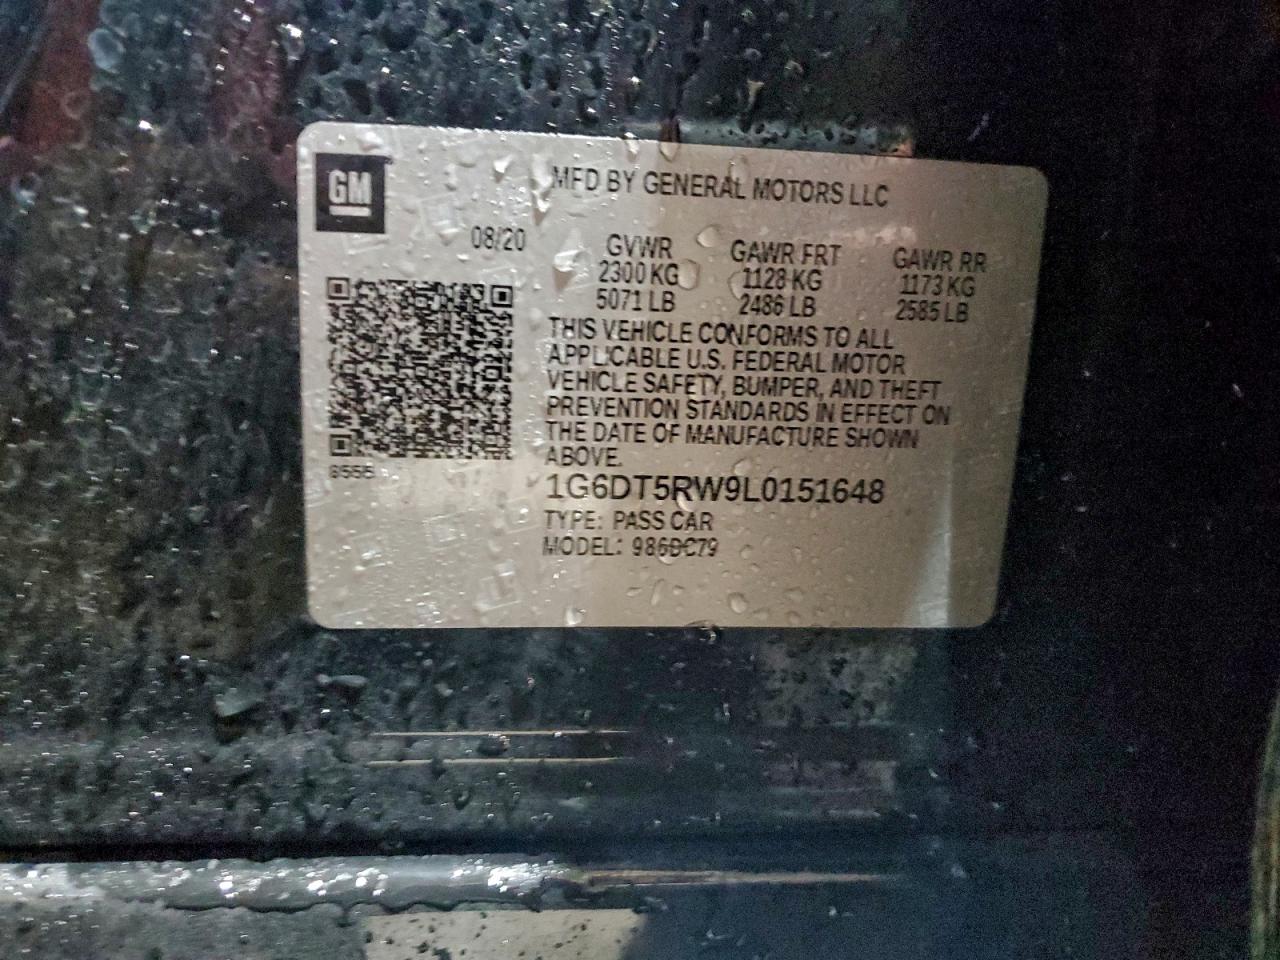 GM
MFD BY GENERAL MOTORS LLC
08/20
GVWR GAWR FRT GAWR RR
2300 KG 1128 KG 1173 KG
5071 LB 2486 LB 2585 LB
THIS VEHICLE CONFORMS TO ALL
APPLICABLE U.S. FEDERAL MOTOR
VEHICLE SAFETY, BUMPER, AND THEFT
PREVENTION STANDARDS IN EFFECT ON
THE DATE OF MANUFACTURE SHOWN
ABOVE.
1G6DT5RW9L0151648
TYPE: PASS CAR
MODEL: 986DC79